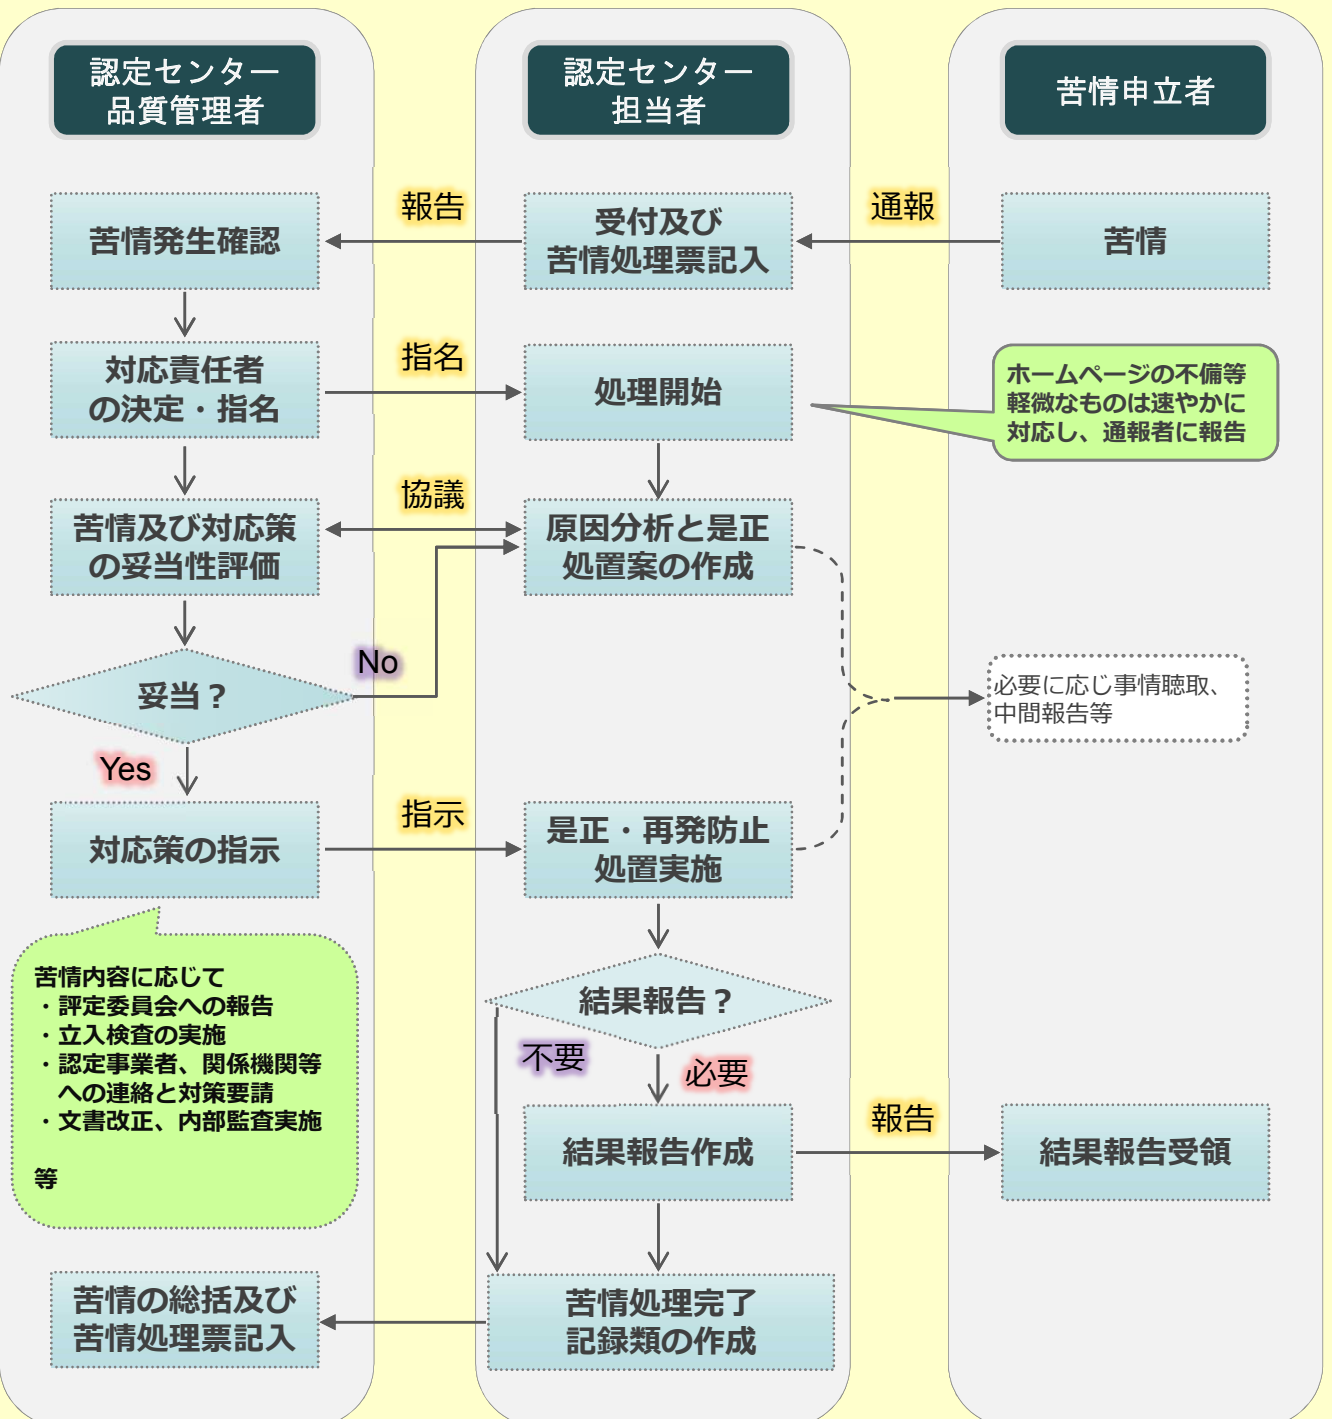 認定センター
品質管理者
認定センター
担当者
苦情申立者
苦情発生確認
報告
受付及び
苦情処理票記入
通報
苦情
対応責任者
の決定・指名
指名
処理開始
ホームページの不備等
軽微なものは速やかに
対応し、通報者に報告
苦情及び対応策
の妥当性評価
協議
原因分析と是正
処置案の作成
妥当？
No
必要に応じ事情聴取、
中間報告等
Yes
対応策の指示
指示
是正・再発防止
処置実施
苦情内容に応じて
・評定委員会への報告
・立入検査の実施
・認定事業者、関係機関等
への連絡と対策要請
・文書改正、内部監査実施
等
結果報告？
不要
必要
結果報告作成
報告
結果報告受領
苦情の総括及び
苦情処理票記入
苦情処理完了
記録類の作成